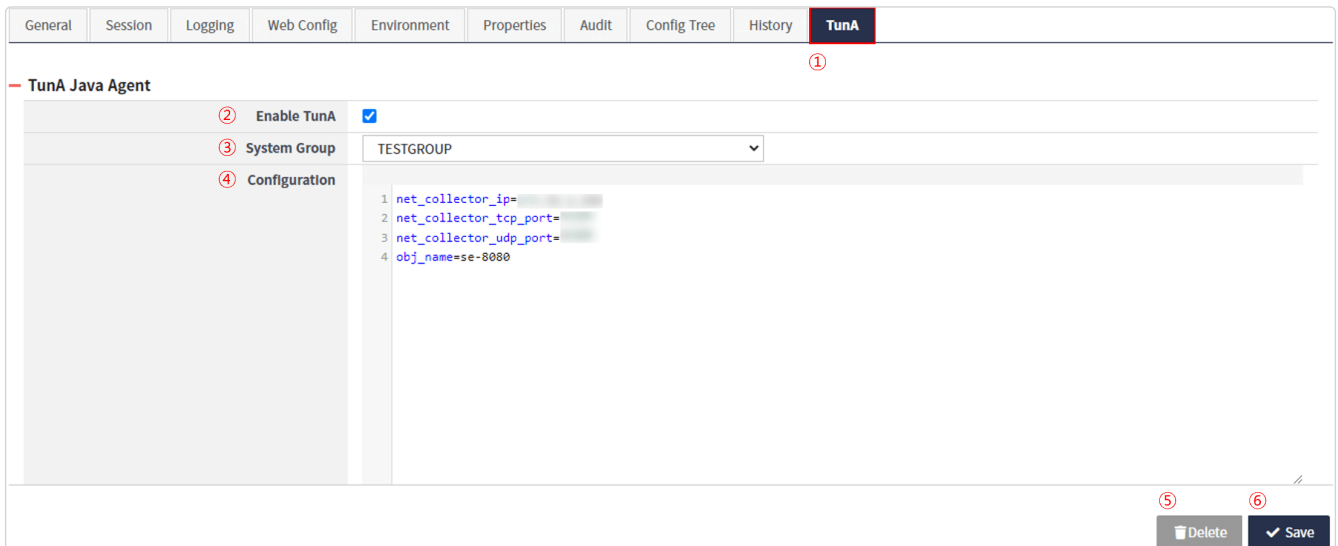 General Session Logging Web Config Environment Properties Audit Config Tree History TunA
①
TunA Java Agent
② Enable TunA
③ System Group TESTGROUP
④ Configuration
1 net_collector_ip=
2 net_collector_tcp_port=
3 net_collector_udp_port=
4 obj_name=se-8080
⑤ ⑥
Delete Save